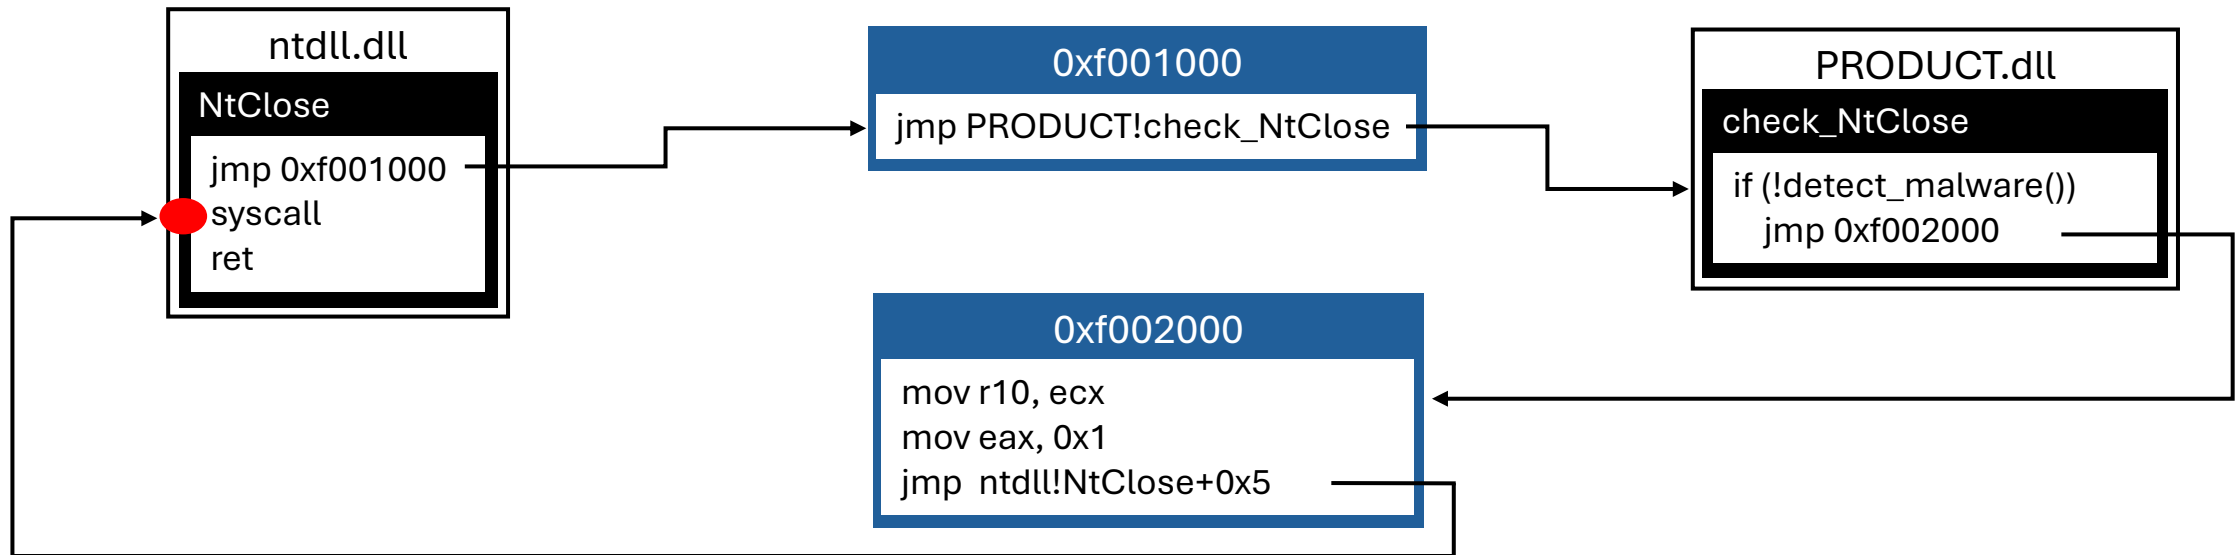 ntdll.dll
NtClose
jmp 0xf001000
syscall
ret
0xf001000
jmp PRODUCT!check_NtClose
PRODUCT.dll
check_NtClose
if (!detect_malware())
jmp 0xf002000
0xf002000
mov r10, ecx
mov eax, 0x1
jmp ntdll!NtClose+0x5